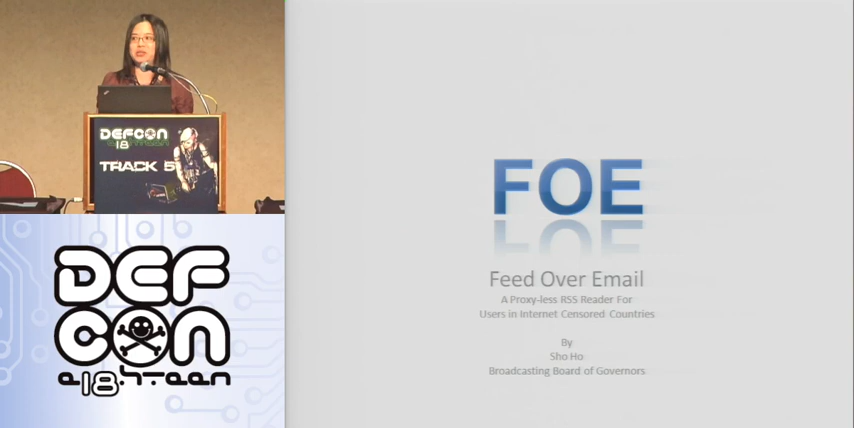 DEFCON
18
TRACK 5
DEF
CON
e18hteen
FOE
Feed Over Email
A Proxy-less RSS Reader For
Users in Internet Censored Countries
By
Sho Ho
Broadcasting Board of Governors